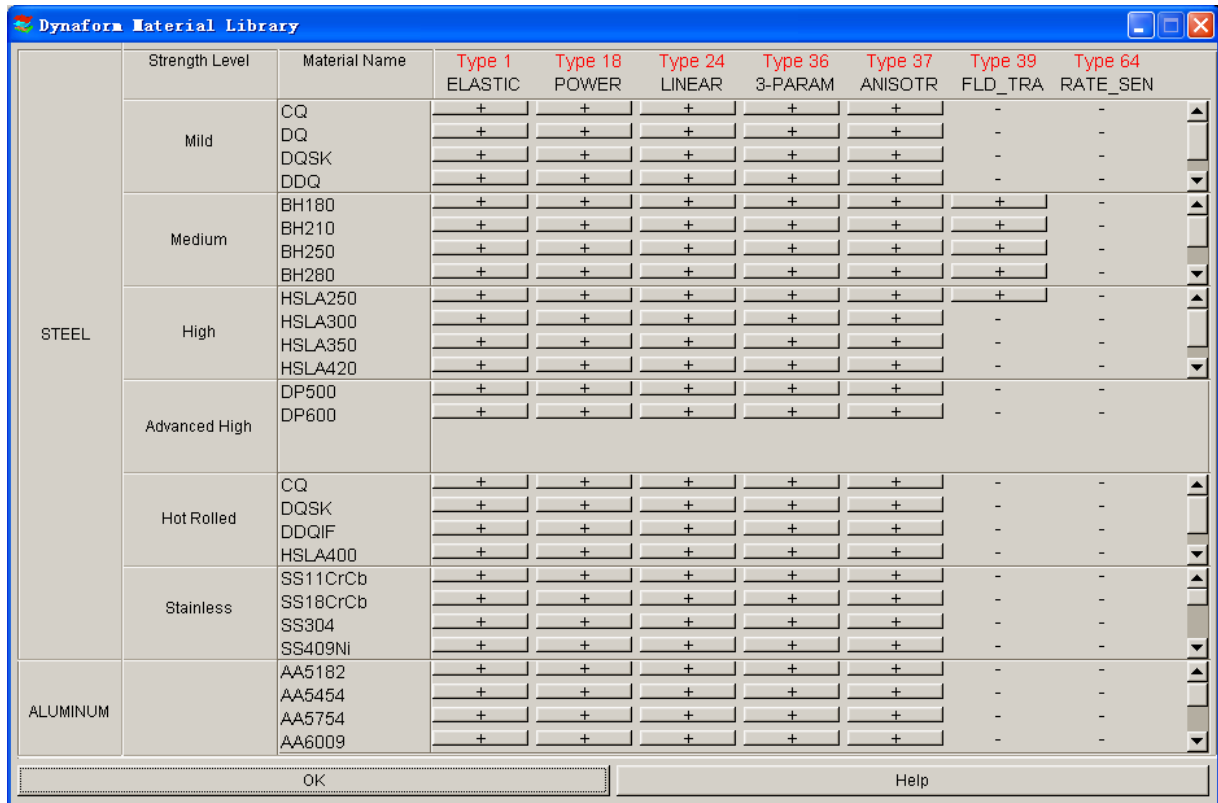 Dynaform Material Library
Strength Level Material Name Type 1 Type 18 Type 24 Type 36 Type 37 Type 39 Type 64
ELASTIC POWER LINEAR 3-PARAM ANISOTR FLD_TRA RATE_SEN
STEEL
Mild
CQ + + + + + - -
DQ + + + + + - -
DQSK + + + + + - -
DDQ + + + + + - -
Medium
BH180 + + + + + + -
BH210 + + + + + + -
BH250 + + + + + + -
BH280 + + + + + + -
High
HSLA250 + + + + + + -
HSLA300 + + + + + - -
HSLA350 + + + + + - -
HSLA420 + + + + + - -
Advanced High
DP500 + + + + + - -
DP600 + + + + + - -
Hot Rolled
CQ + + + + + - -
DQSK + + + + + - -
DDQIF + + + + + - -
HSLA400 + + + + + - -
Stainless
SS11CrCb + + + + + - -
SS18CrCb + + + + + - -
SS304 + + + + + - -
SS409Ni + + + + + - -
ALUMINUM
AA5182 + + + + + - -
AA5454 + + + + + - -
AA5754 + + + + + - -
AA6009 + + + + + - -
OK Help